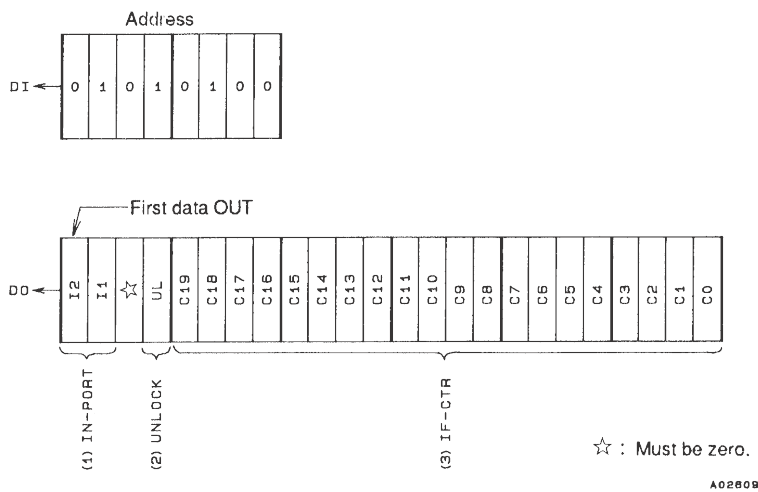 Address
DI 0 1 0 1 0 1 0 0
First data OUT
DO I2 I1 ☆ UL C19 C18 C17 C16 C15 C14 C13 C12 C11 C10 C9 C8 C7 C6 C5 C4 C3 C2 C1 C0
(1) IN-PORT
(2) UNLOCK
(3) IF-CTR
☆ : Must be zero.
A02609